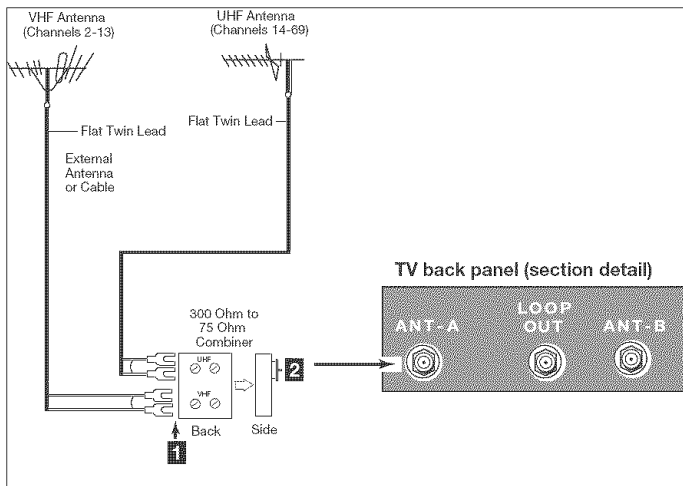 VHF Antenna
(Channels 2-13)
UHF Antenna
(Channels 14-69)
Flat Twin Lead
Flat Twin Lead
External
Antenna
or Cable
TV back panel (section detail)
LOOP
OUT
ANT-A
ANT-B
300 Ohm to
75 Ohm
Combiner
UHF
VHF
2
Back
Side
1